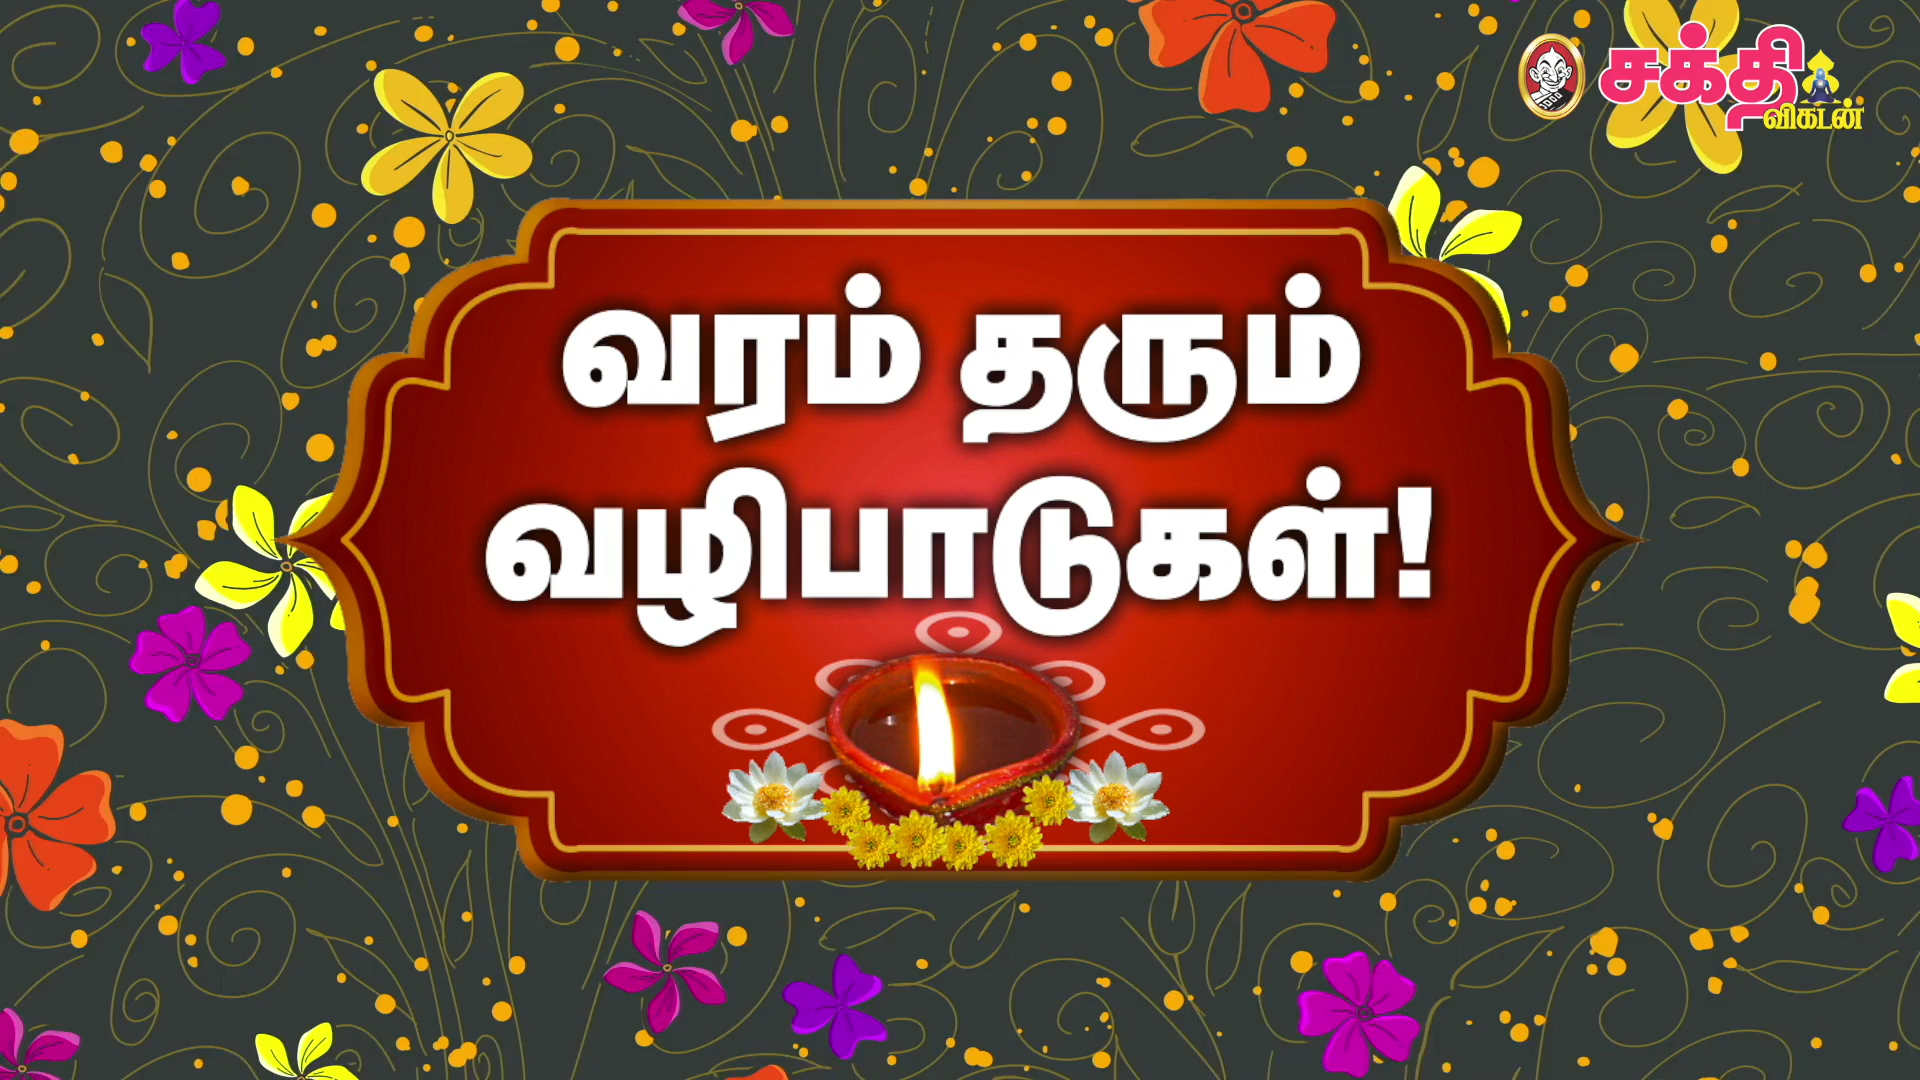 சக்தி
விகடன்
வரம் தரும்
வழிபாடுகள்!